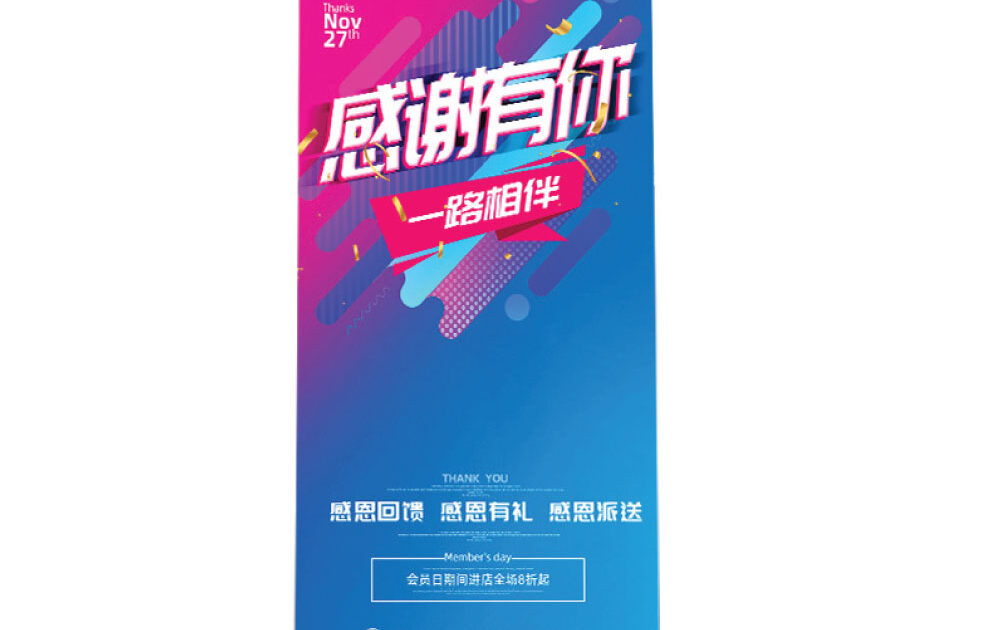 Thanks
Nov
27th
感谢有你
一路相伴
THANK YOU
感恩回馈 感恩有礼 感恩派送
Member's day
会员日期间进店全场8折起